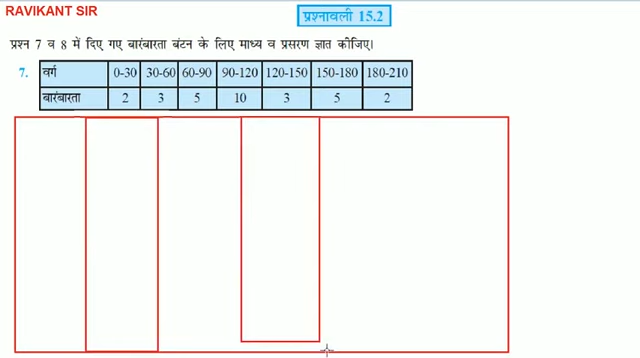 RAVIKANT SIR
प्रश्नावली 15.2
प्रश्न 7 व 8 में दिए गए बारंबारता बंटन के लिए माध्य व प्रसरण ज्ञात कीजिए।
7. वर्ग 0-30 30-60 60-90 90-120 120-150 150-180 180-210
बारंबारता 2 3 5 10 3 5 2